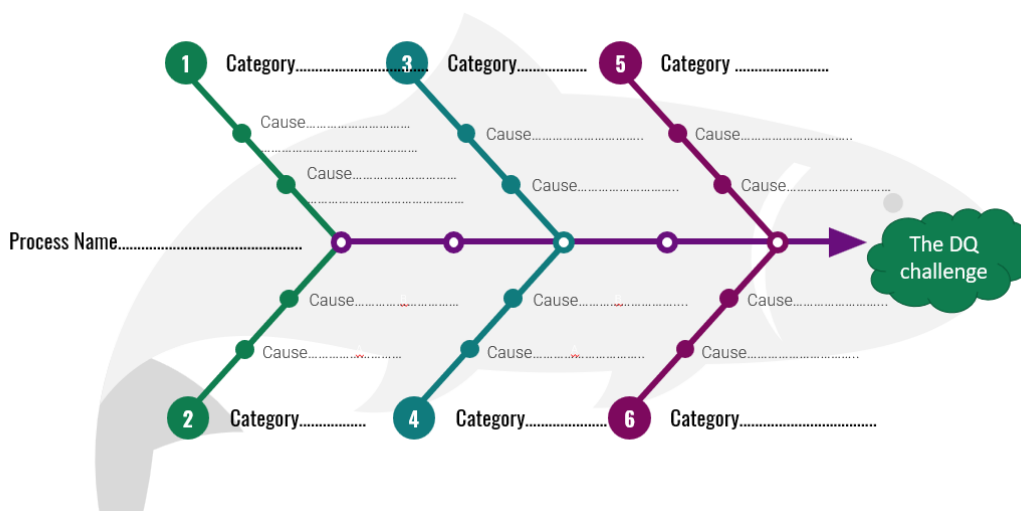 1 Category.................................
3 Category.................
5 Category .......................
Cause..............................
.............................................
Cause................................
Cause..............................
Cause..............................
.............................................
Cause............................
Cause..............................
Process Name.............................................
The DQ
challenge
Cause..............................
Cause................................
Cause..............................
Cause...........................
Cause................................
Cause................................
2 Category................
4 Category....................
6 Category.................................